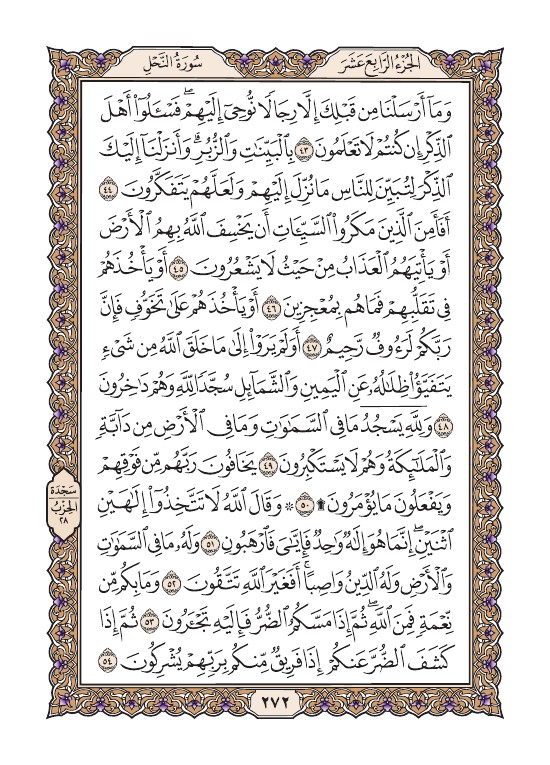 سُورَةُ النَّحْلِ
الجُزْءُ الرَّابِعَ عَشَرَ
وَمَآ أَرْسَلْنَا مِن قَبْلِكَ إِلَّا رِجَالًا نُّوحِىٓ إِلَيْهِمْ ۖ فَسْـَٔلُوٓا۟ أَهْلَ
ٱلذِّكْرِ إِن كُنتُمْ لَا تَعْلَمُونَ ٤٣ بِٱلْبَيِّنَٰتِ وَٱلزُّبُرِ ۗ وَأَنزَلْنَآ إِلَيْكَ
ٱلذِّكْرَ لِتُبَيِّنَ لِلنَّاسِ مَا نُزِّلَ إِلَيْهِمْ وَلَعَلَّهُمْ يَتَفَكَّرُونَ ٤٤
أَفَأَمِنَ ٱلَّذِينَ مَكَرُوا۟ ٱلسَّيِّـَٔاتِ أَن يَخْسِفَ ٱللَّهُ بِهِمُ ٱلْأَرْضَ
أَوْ يَأْتِيَهُمُ ٱلْعَذَابُ مِنْ حَيْثُ لَا يَشْعُرُونَ ٤٥ أَوْ يَأْخُذَهُمْ
فِى تَقَلُّبِهِمْ فَمَا هُم بِمُعْجِزِينَ ٤٦ أَوْ يَأْخُذَهُمْ عَلَىٰ تَخَوُّفٍ فَإِنَّ
رَبَّكُمْ لَرَءُوفٌ رَّحِيمٌ ٤٧ أَوَلَمْ يَرَوْا۟ إِلَىٰ مَا خَلَقَ ٱللَّهُ مِن شَىْءٍ
يَتَفَيَّؤُا۟ ظِلَٰلُهُۥ عَنِ ٱلْيَمِينِ وَٱلشَّمَآئِلِ سُجَّدًا لِّلَّهِ وَهُمْ دَٰخِرُونَ
٤٨ وَلِلَّهِ يَسْجُدُ مَا فِى ٱلسَّمَٰوَٰتِ وَمَا فِى ٱلْأَرْضِ مِن دَآبَّةٍ
وَٱلْمَلَٰٓئِكَةُ وَهُمْ لَا يَسْتَكْبِرُونَ ٤٩ يَخَافُونَ رَبَّهُم مِّن فَوْقِهِمْ
وَيَفْعَلُونَ مَا يُؤْمَرُونَ ۩ ٥٠ ۞ وَقَالَ ٱللَّهُ لَا تَتَّخِذُوٓا۟ إِلَٰهَيْنِ
ٱثْنَيْنِ ۖ إِنَّمَا هُوَ إِلَٰهٌ وَٰحِدٌ ۖ فَإِيَّٰىَ فَٱرْهَبُونِ ٥١ وَلَهُۥ مَا فِى ٱلسَّمَٰوَٰتِ
وَٱلْأَرْضِ وَلَهُ ٱلدِّينُ وَاصِبًا ۚ أَفَغَيْرَ ٱللَّهِ تَتَّقُونَ ٥٢ وَمَا بِكُم مِّن
نِّعْمَةٍ فَمِنَ ٱللَّهِ ۖ ثُمَّ إِذَا مَسَّكُمُ ٱلضُّرُّ فَإِلَيْهِ تَجْـَٔرُونَ ٥٣ ثُمَّ إِذَا
كَشَفَ ٱلضُّرَّ عَنكُمْ إِذَا فَرِيقٌ مِّنكُم بِرَبِّهِمْ يُشْرِكُونَ ٥٤
سَجْدَة
الحِزْبُ
٢٨
٢٧٢